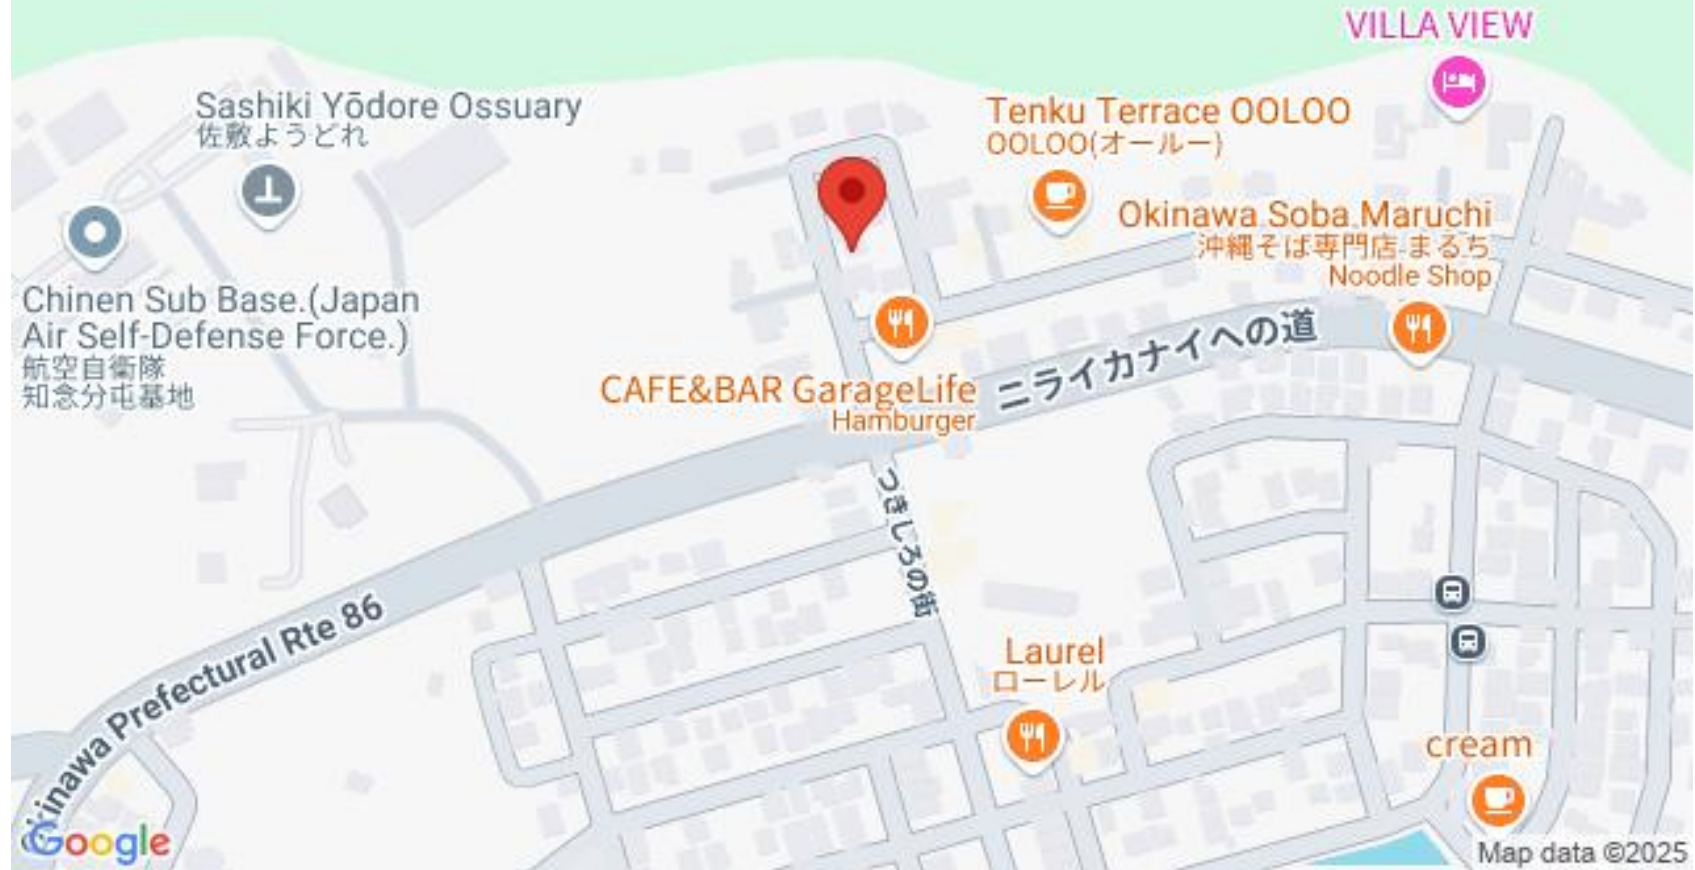 VILLA VIEW
Sashiki Yōdore Ossuary
佐敷ようどれ
Tenku Terrace OOLOO
OOLOO(オールー)
Okinawa Soba Maruchi
沖縄そば専門店 まるち
Noodle Shop
Chinen Sub Base.(Japan
Air Self-Defense Force.)
航空自衛隊
知念分屯基地
ニライカナイへの道
CAFE&BAR GarageLife
Hamburger
つきしろの街
Okinawa Prefectural Rte 86
Laurel
ローレル
cream
Google
Map data ©2025